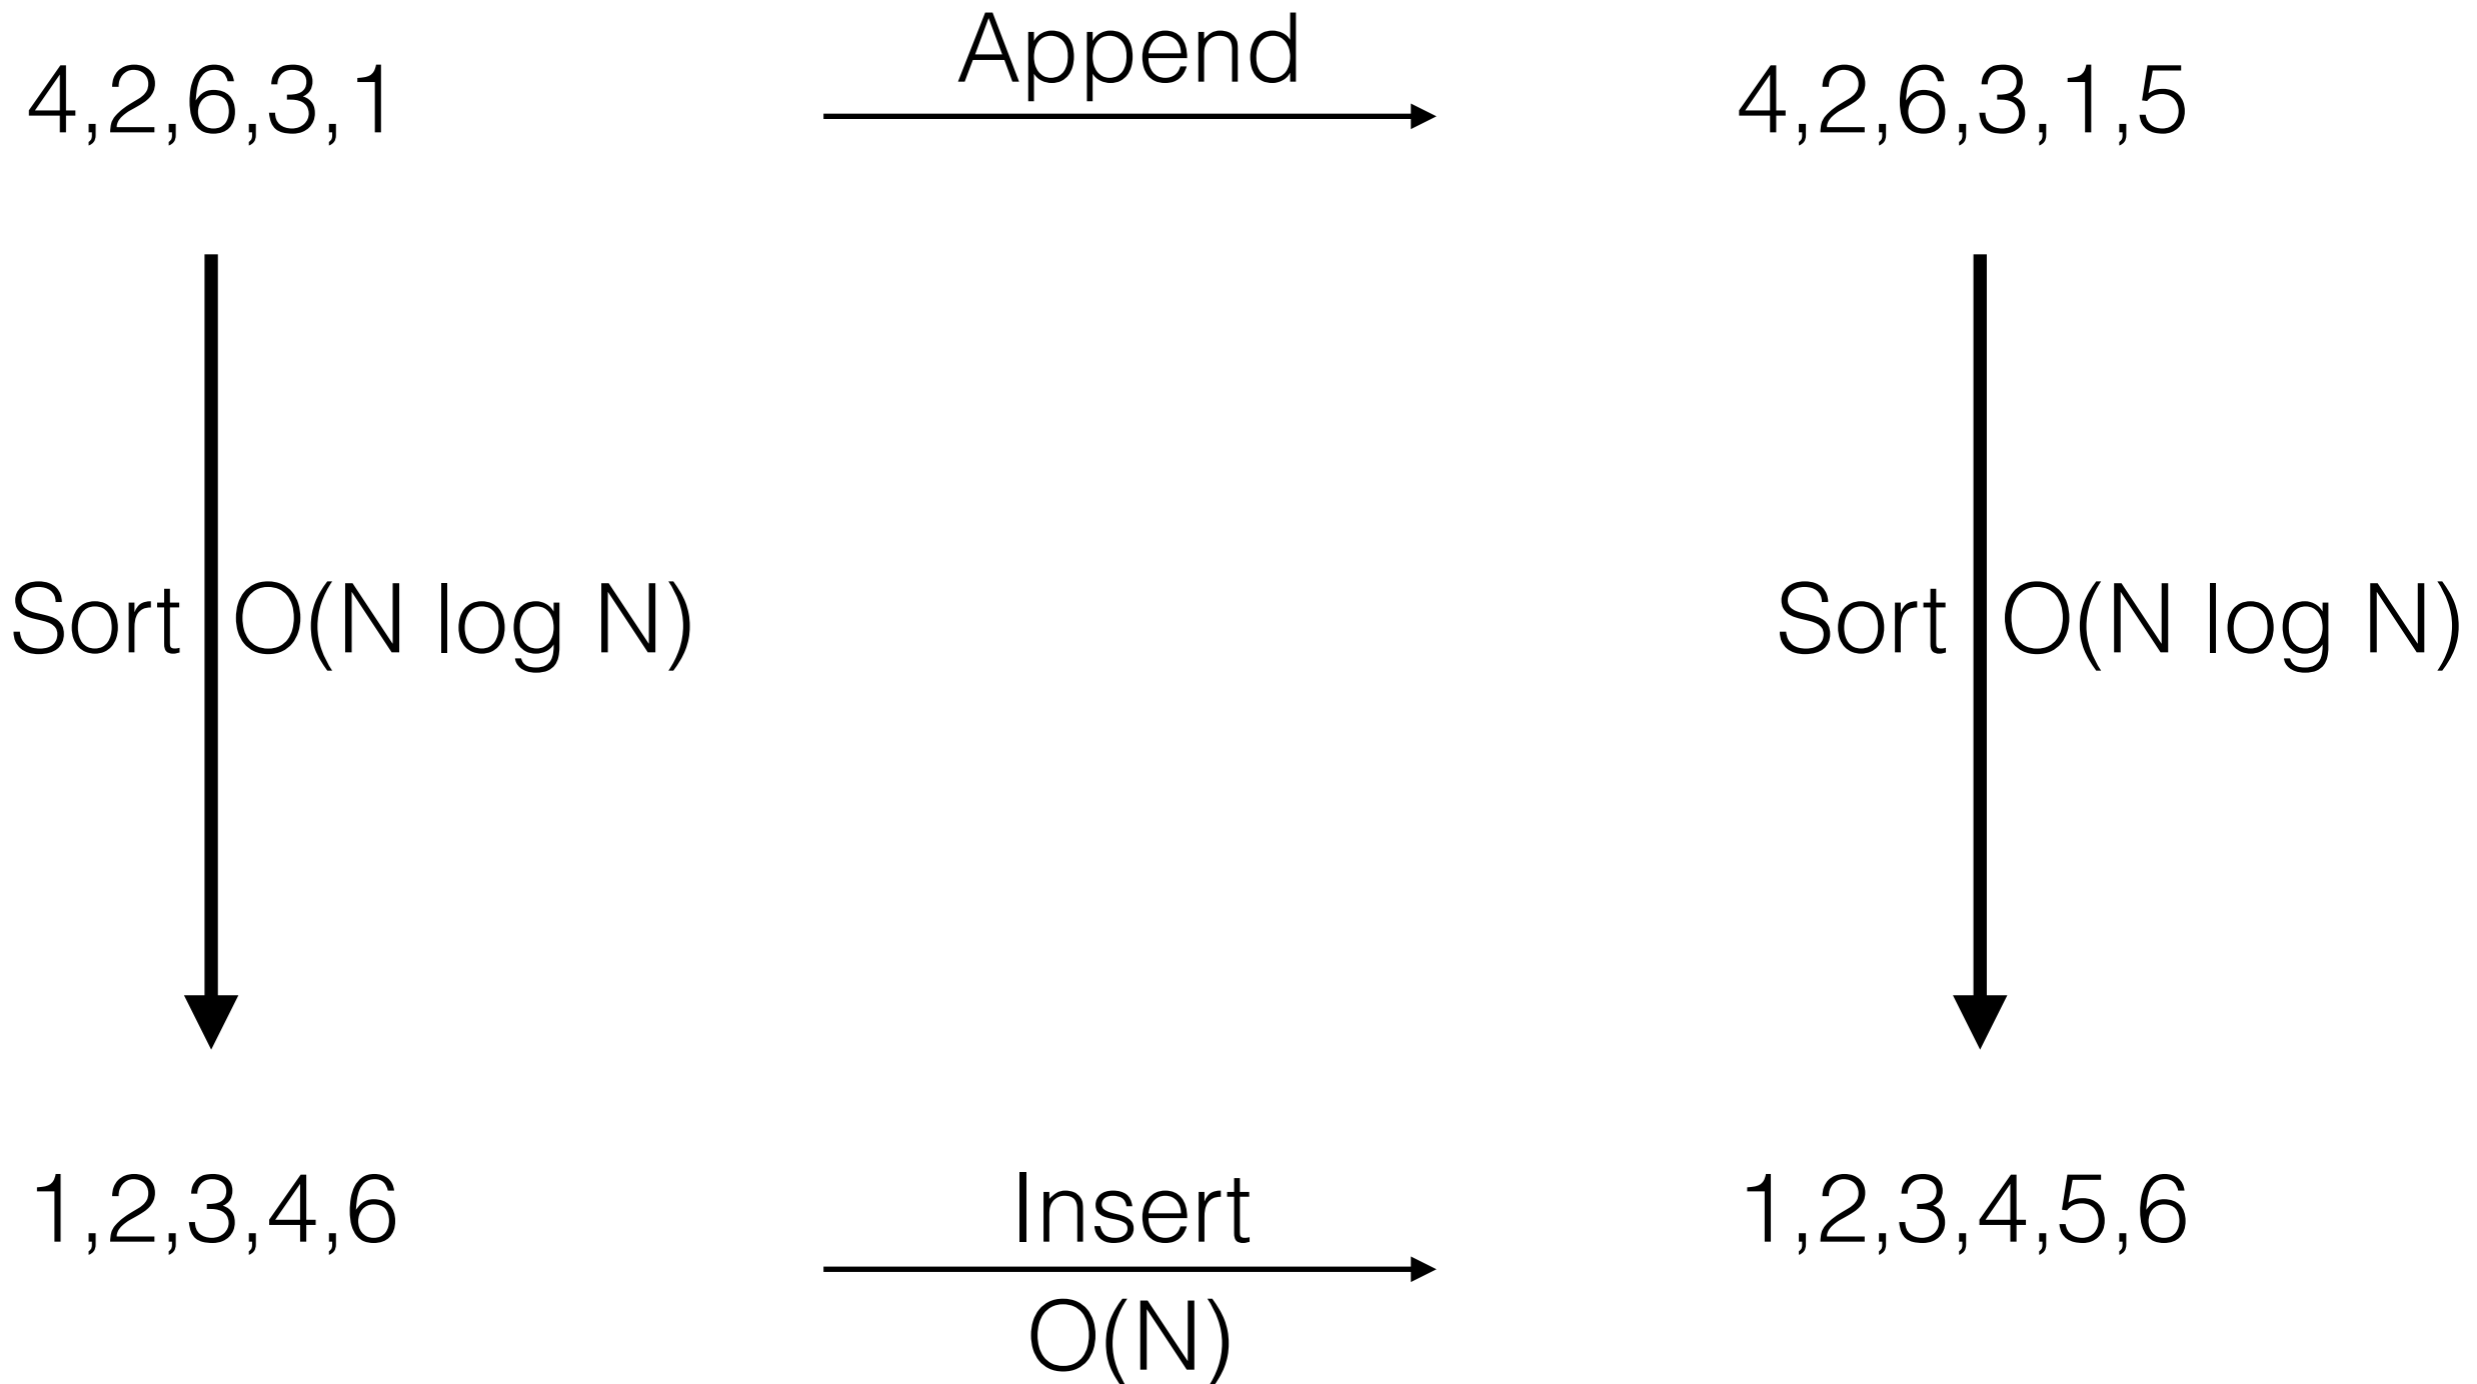 Append
4,2,6,3,1
4,2,6,3,1,5
Sort O(N log N)
Sort O(N log N)
1,2,3,4,6
Insert
1,2,3,4,5,6
O(N)